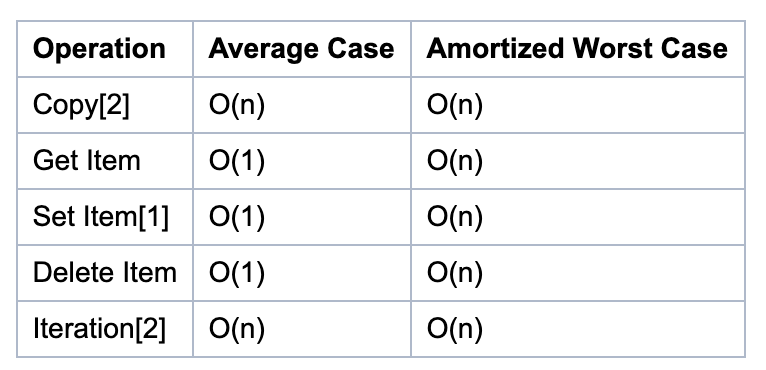 Operation Average Case Amortized Worst Case
Copy[2] O(n) O(n)
Get Item O(1) O(n)
Set Item[1] O(1) O(n)
Delete Item O(1) O(n)
Iteration[2] O(n) O(n)